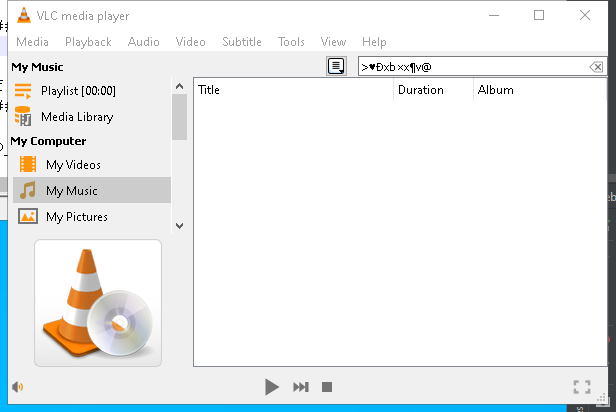 VLC media player
Media Playback Audio Video Subtitle Tools View Help
My Music
>♥Ðxb×x¶v@
Playlist [00:00]
Media Library
My Computer
My Videos
My Music
My Pictures
Title Duration Album